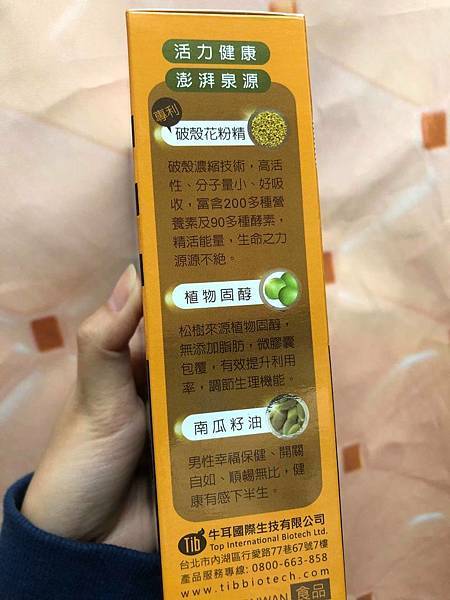 活力健康
澎湃泉源
專利
破殼花粉精
破殼濃縮技術，高活
性、分子量小、好吸
收，富含200多種營
養素及90多種酵素，
精活能量，生命之力
源源不絕。
植物固醇
松樹來源植物固醇，
無添加脂肪，微膠囊
包覆，有效提升利用
率，調節生理機能。
南瓜籽油
男性幸福保健、開關
自如、順暢無比，健
康有感下半生。
Tib 牛耳國際生技有限公司
Top International Biotech Ltd.
台北市內湖區行愛路77巷67號7樓
產品服務專線: 0800-663-858
www.tibbiotech.com
食品